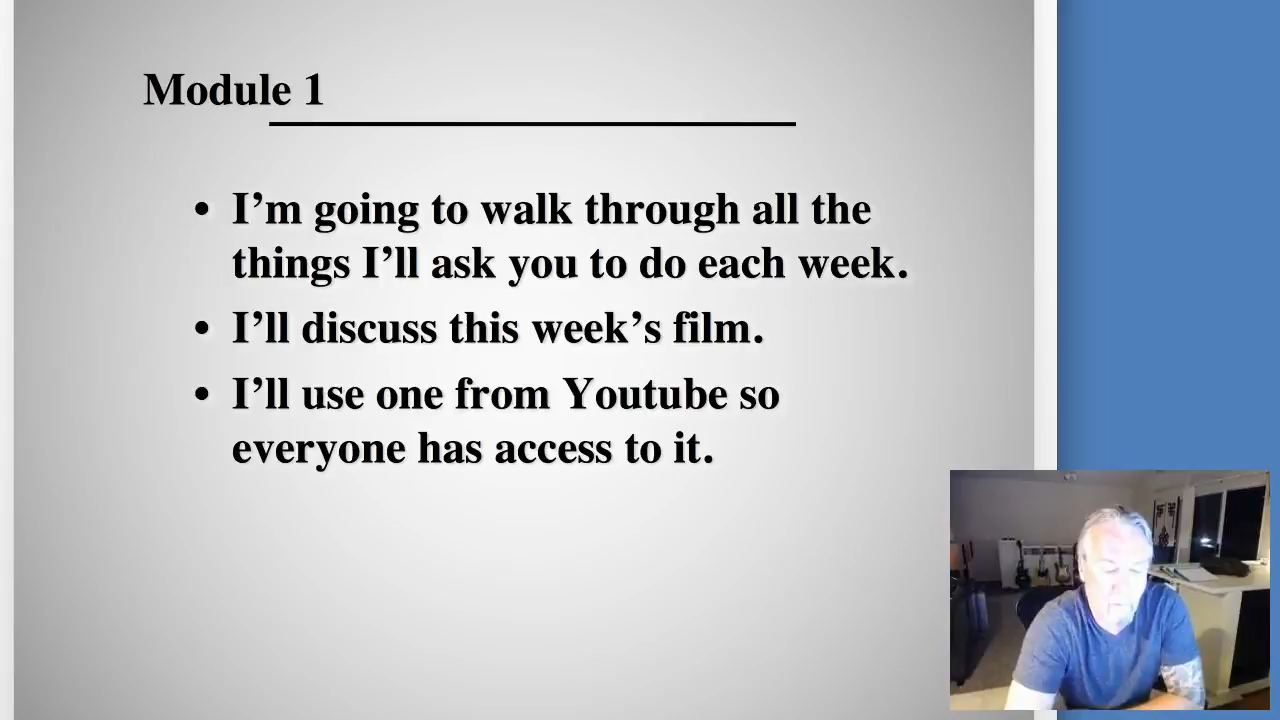 Module 1
• I’m going to walk through all the
things I’ll ask you to do each week.
• I’ll discuss this week’s film.
• I’ll use one from Youtube so
everyone has access to it.